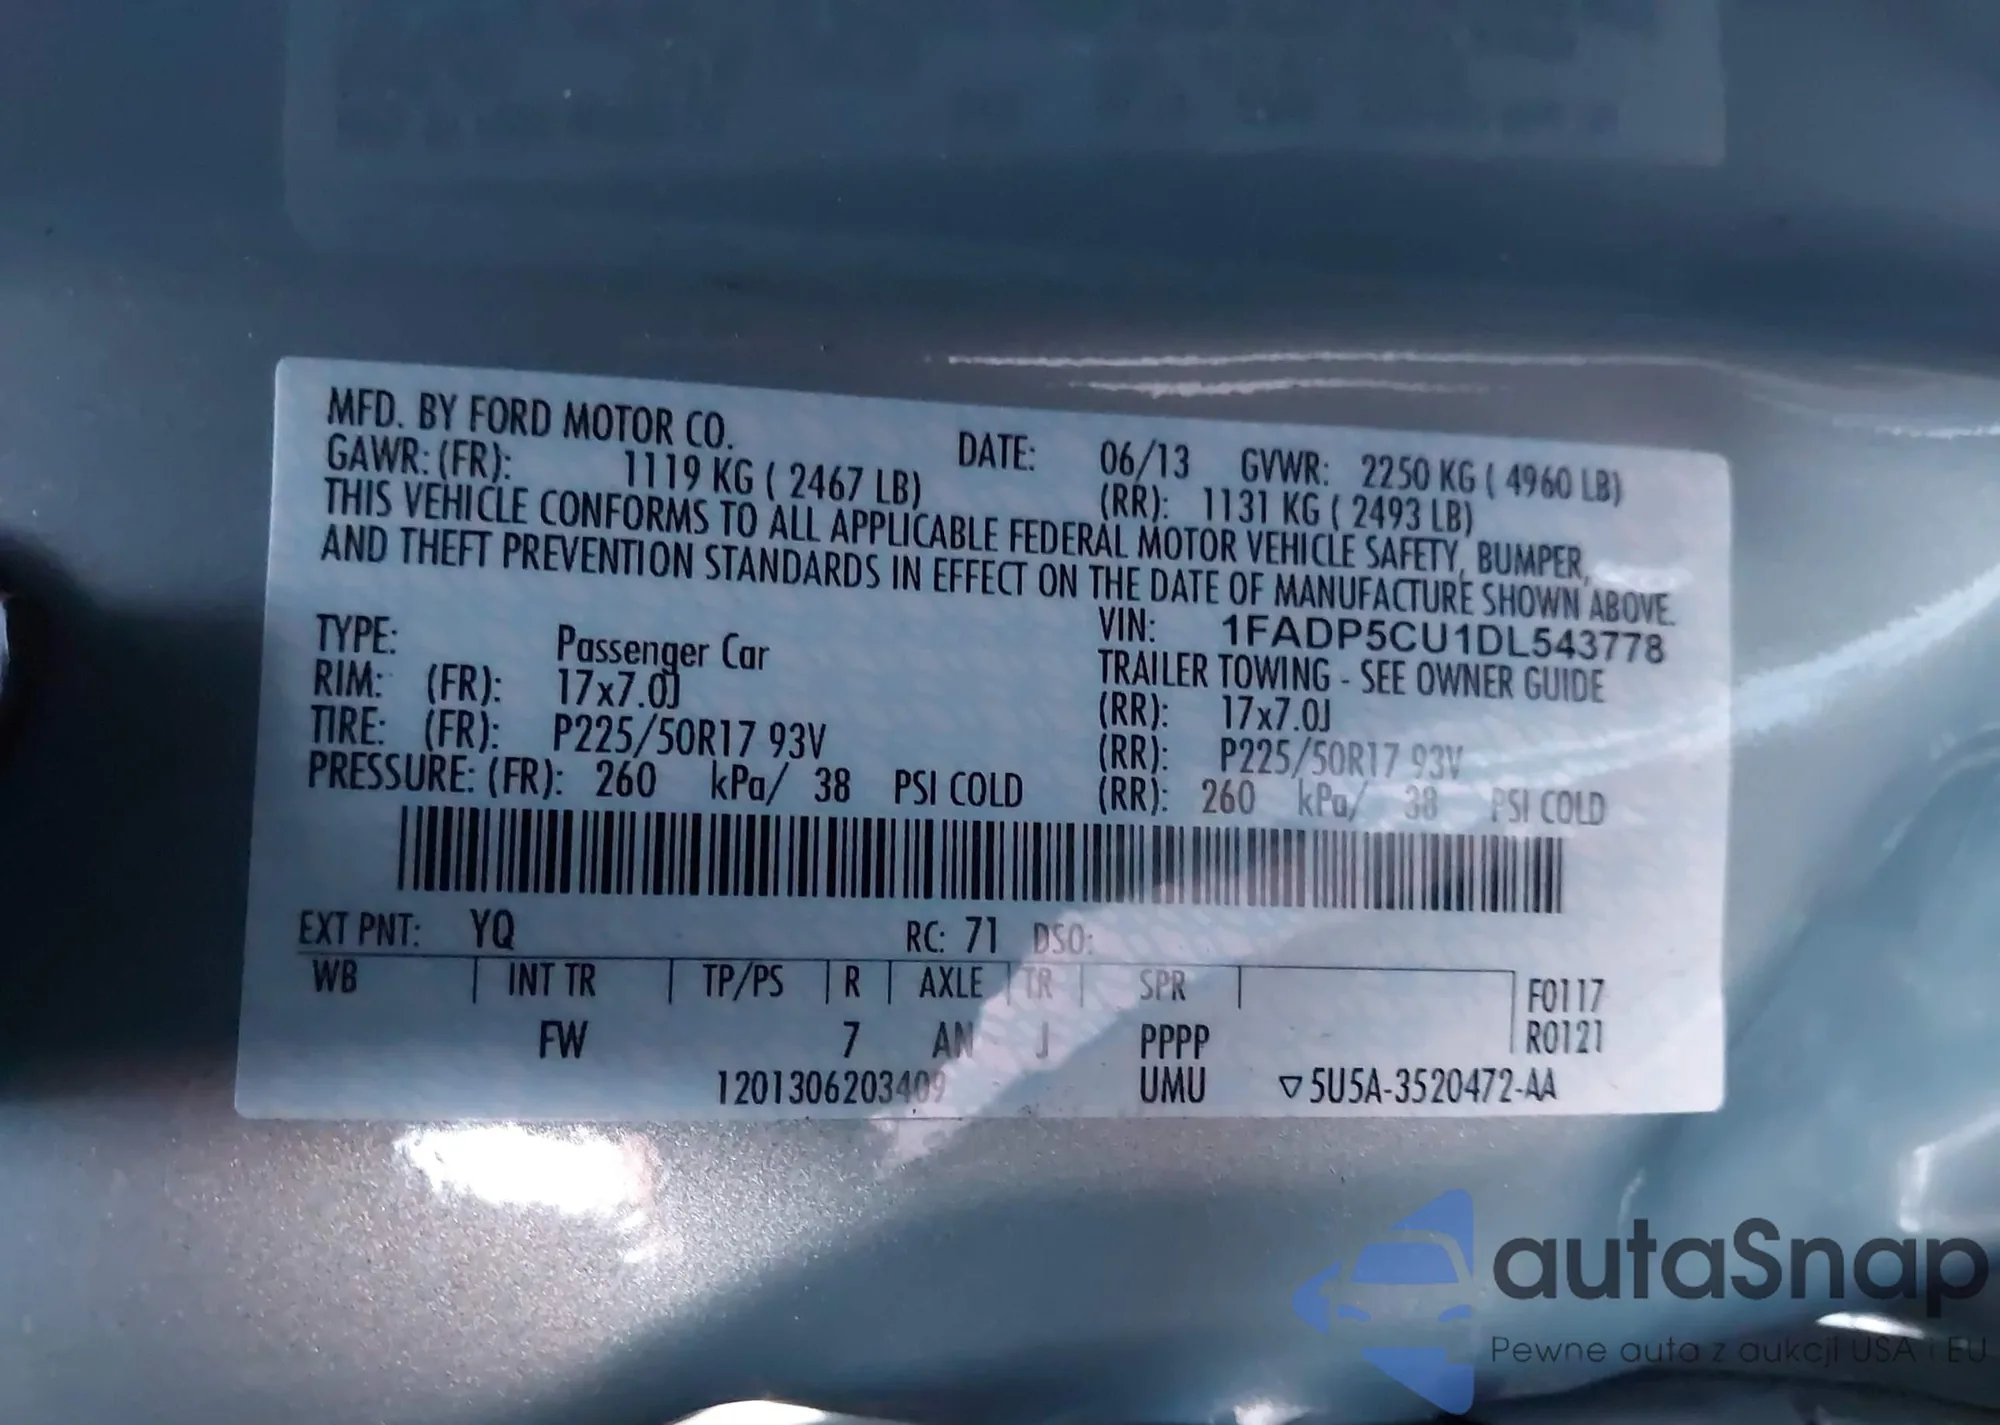 MFD. BY FORD MOTOR CO. DATE: 06/13 GVWR: 2250 KG ( 4960 LB)
GAWR: (FR): 1119 KG ( 2467 LB) (RR): 1131 KG ( 2493 LB)
THIS VEHICLE CONFORMS TO ALL APPLICABLE FEDERAL MOTOR VEHICLE SAFETY, BUMPER,
AND THEFT PREVENTION STANDARDS IN EFFECT ON THE DATE OF MANUFACTURE SHOWN ABOVE.
VIN: 1FADP5CU1DL543778
TYPE: Passenger Car TRAILER TOWING - SEE OWNER GUIDE
RIM: (FR): 17x7.0J (RR): 17x7.0J
TIRE: (FR): P225/50R17 93V (RR): P225/50R17 93V
PRESSURE: (FR): 260 kPa/ 38 PSI COLD (RR): 260 kPa/ 38 PSI COLD
EXT PNT: YQ RC: 71 DSO:
WB INT TR TP/PS R AXLE TR SPR F0117
FW 7 AN J PPPP R0121
1201306203409 UMU ▽5U5A-3520472-AA
autaSnap
Pewne auta z aukcji USA i EU